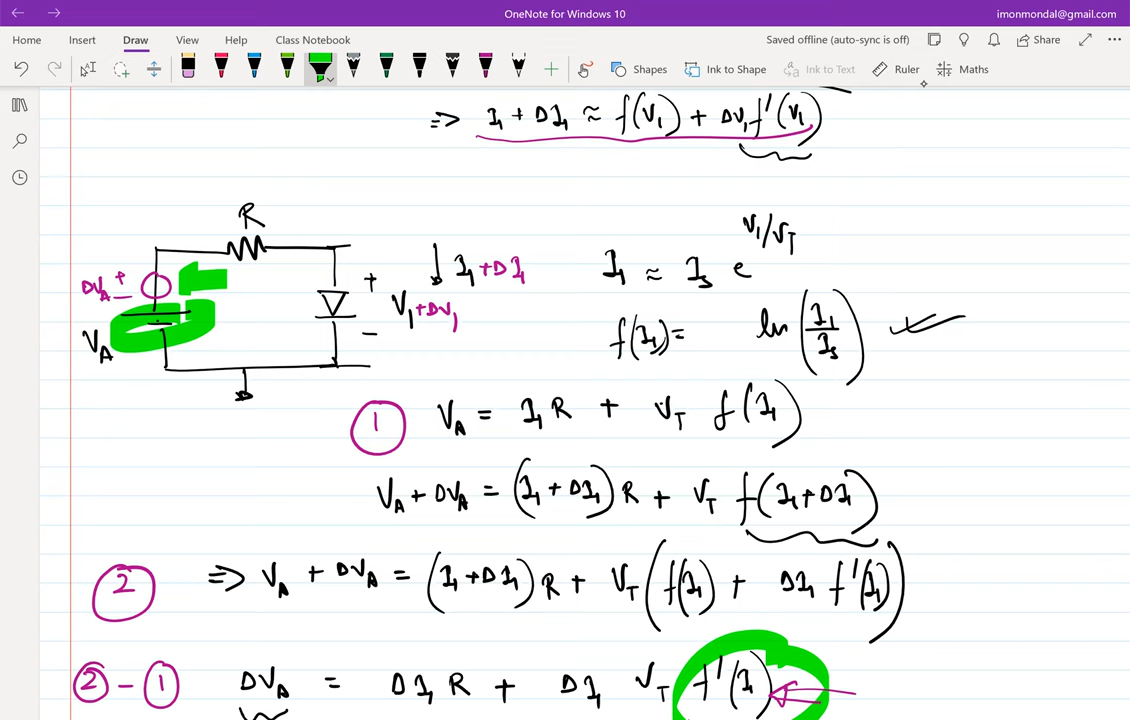 OneNote for Windows 10
imonmondal@gmail.com
Home Insert Draw View Help Class Notebook
Saved offline (auto-sync is off) Share
Shapes Ink to Shape Ink to Text Ruler Maths
=> I₁ + ΔI₁ ≈ f(V₁) + ΔV₁ f'(V₁)
R
ΔV_A + −
V_A
+ V₁ +ΔV₁ −
↓ I₁ +ΔI₁
I₁ ≈ I_s e^{V₁/V_T}
f(I₁) = ln(I₁/I_s)
① V_A = I₁R + V_T f(I₁)
V_A + ΔV_A = (I₁ + ΔI₁)R + V_T f(I₁+ΔI)
② => V_A + ΔV_A = (I₁+ΔI₁)R + V_T(f(I₁) + ΔI₁ f'(I₁))
② − ① ΔV_A = ΔI₁ R + ΔI₁ V_T f'(I₁)